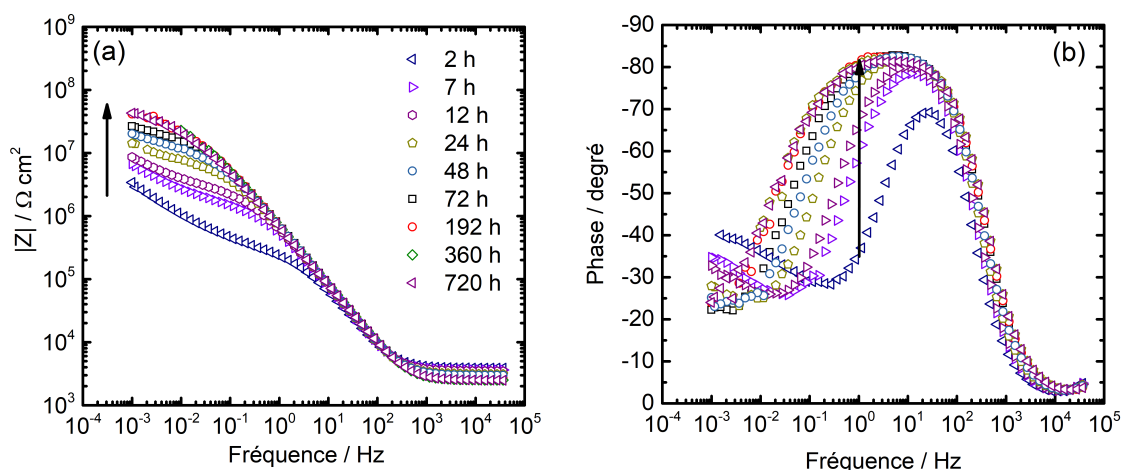 (a)
|Z| / Ω cm²
10⁹
10⁸
10⁷
10⁶
10⁵
10⁴
10³
2 h
7 h
12 h
24 h
48 h
72 h
192 h
360 h
720 h
10⁻⁴ 10⁻³ 10⁻² 10⁻¹ 10⁰ 10¹ 10² 10³ 10⁴ 10⁵
Fréquence / Hz
(b)
Phase / degré
-90
-80
-70
-60
-50
-40
-30
-20
-10
0
10⁻⁴ 10⁻³ 10⁻² 10⁻¹ 10⁰ 10¹ 10² 10³ 10⁴ 10⁵
Fréquence / Hz